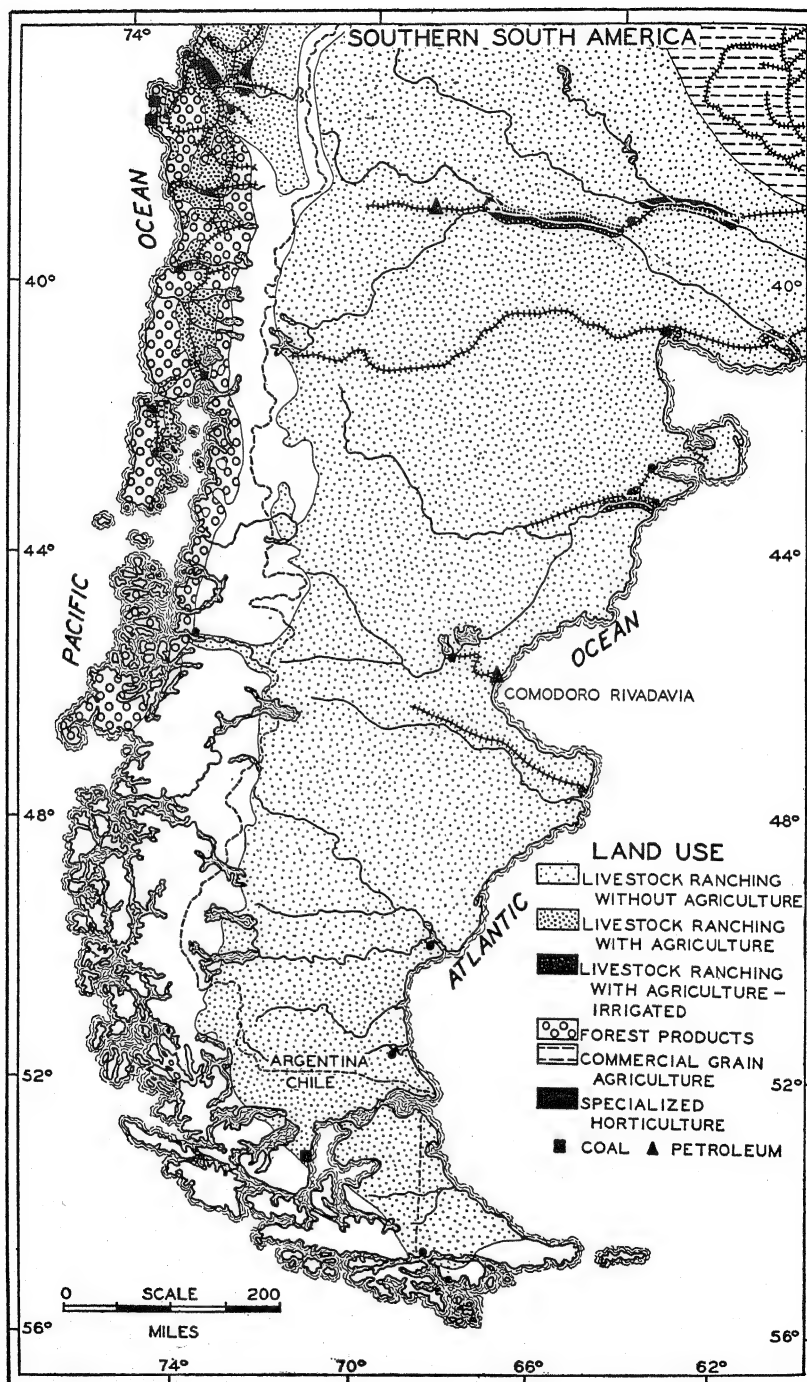 74°
SOUTHERN SOUTH AMERICA
OCEAN
40°
40°
44°
44°
PACIFIC
OCEAN
COMODORO RIVADAVIA
48°
48°
LAND USE
LIVESTOCK RANCHING
WITHOUT AGRICULTURE
LIVESTOCK RANCHING
WITH AGRICULTURE
LIVESTOCK RANCHING
WITH AGRICULTURE–
IRRIGATED
FOREST PRODUCTS
COMMERCIAL GRAIN
AGRICULTURE
SPECIALIZED
HORTICULTURE
COAL
PETROLEUM
ATLANTIC
ARGENTINA
CHILE
52°
52°
0 SCALE 200
MILES
56°
56°
74°
70°
66°
62°